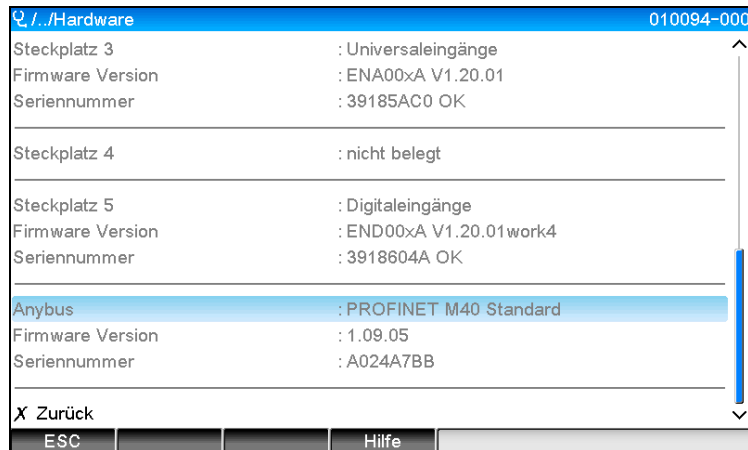 /../Hardware 010094-000
Steckplatz 3 : Universaleingänge
Firmware Version : ENA00xA V1.20.01
Seriennummer : 39185AC0 OK
Steckplatz 4 : nicht belegt
Steckplatz 5 : Digitaleingänge
Firmware Version : END00xA V1.20.01work4
Seriennummer : 3918604A OK
Anybus : PROFINET M40 Standard
Firmware Version : 1.09.05
Seriennummer : A024A7BB
X Zurück
ESC Hilfe